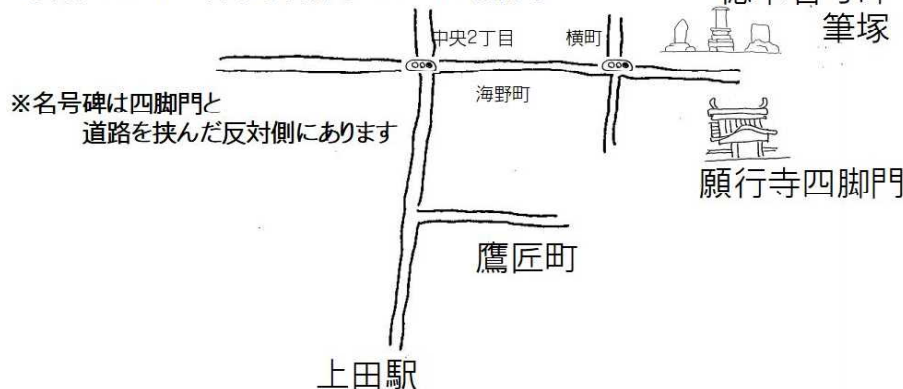 筆塚
中央2丁目
横町
海野町
※名号碑は四脚門と
道路を挟んだ反対側にあります
願行寺四脚門
鷹匠町
上田駅